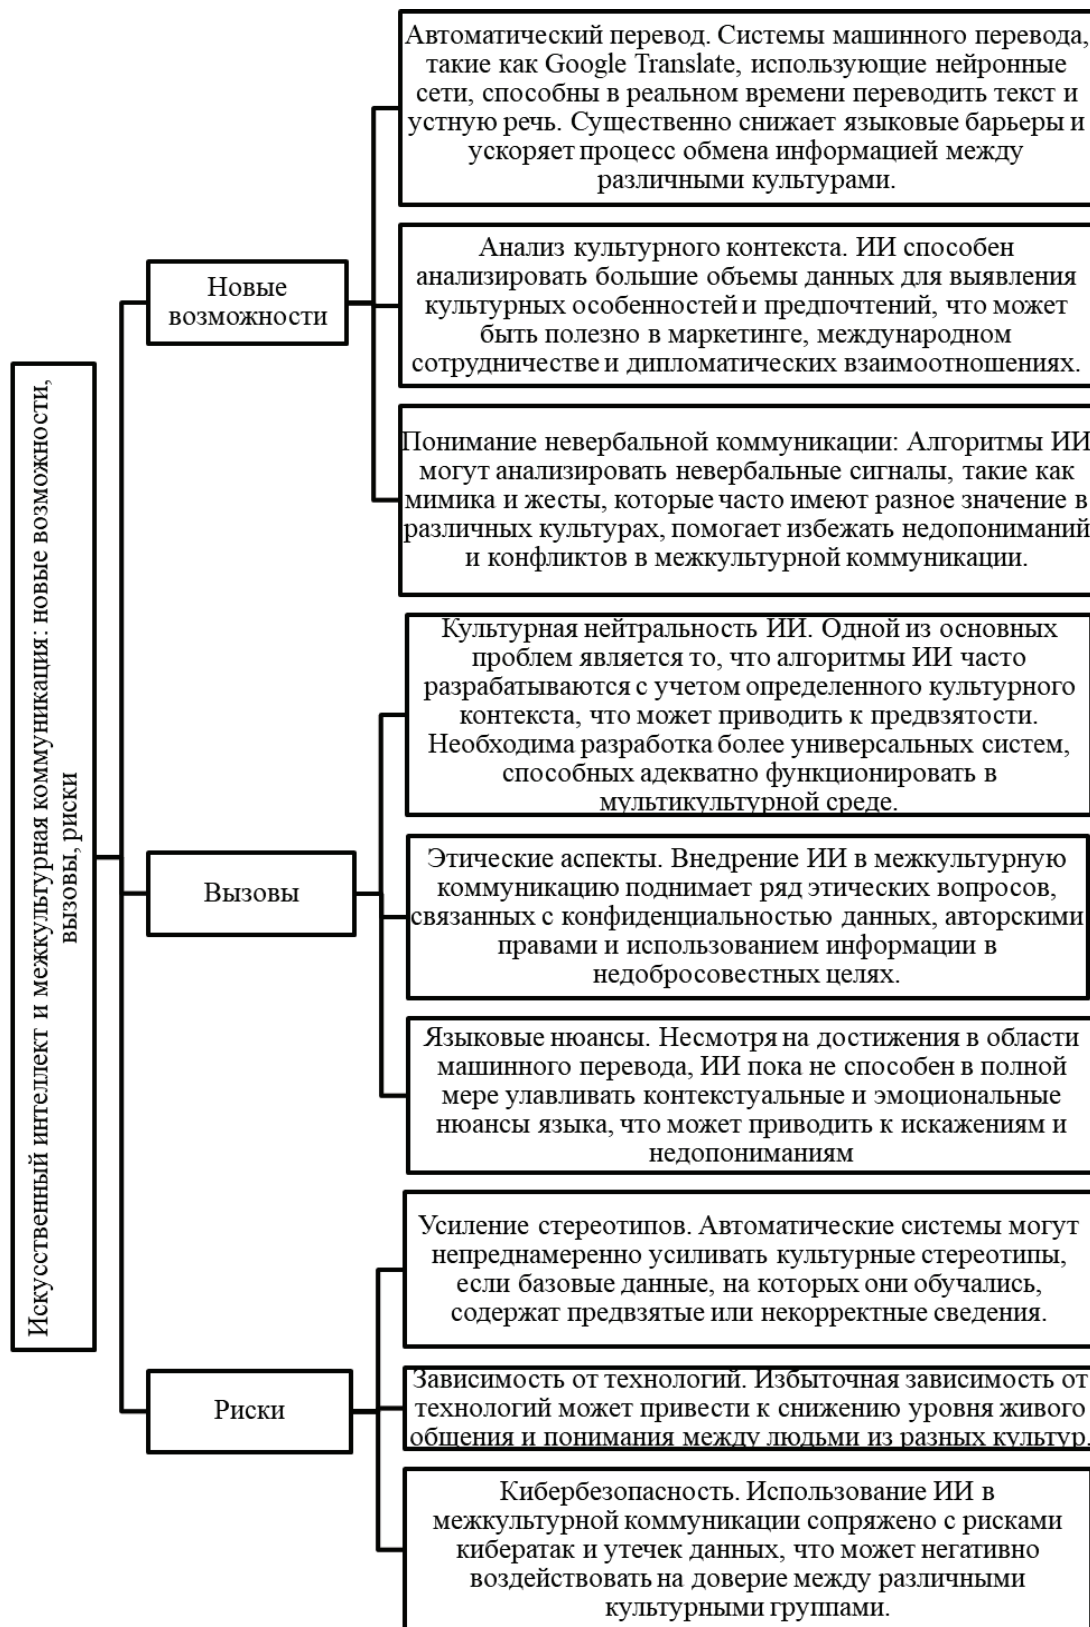 Искусственный интеллект и межкультурная коммуникация: новые возможности,
вызовы, риски
Новые
возможности
Автоматический перевод. Системы машинного перевода,
такие как Google Translate, использующие нейронные
сети, способны в реальном времени переводить текст и
устную речь. Существенно снижает языковые барьеры и
ускоряет процесс обмена информацией между
различными культурами.
Анализ культурного контекста. ИИ способен
анализировать большие объемы данных для выявления
культурных особенностей и предпочтений, что может
быть полезно в маркетинге, международном
сотрудничестве и дипломатических взаимоотношениях.
Понимание невербальной коммуникации: Алгоритмы ИИ
могут анализировать невербальные сигналы, такие как
мимика и жесты, которые часто имеют разное значение в
различных культурах, помогает избежать недопониманий
и конфликтов в межкультурной коммуникации.
Вызовы
Культурная нейтральность ИИ. Одной из основных
проблем является то, что алгоритмы ИИ часто
разрабатываются с учетом определенного культурного
контекста, что может приводить к предвзятости.
Необходима разработка более универсальных систем,
способных адекватно функционировать в
мультикультурной среде.
Этические аспекты. Внедрение ИИ в межкультурную
коммуникацию поднимает ряд этических вопросов,
связанных с конфиденциальностью данных, авторскими
правами и использованием информации в
недобросовестных целях.
Языковые нюансы. Несмотря на достижения в области
машинного перевода, ИИ пока не способен в полной
мере улавливать контекстуальные и эмоциональные
нюансы языка, что может приводить к искажениям и
недопониманиям
Риски
Усиление стереотипов. Автоматические системы могут
непреднамеренно усиливать культурные стереотипы,
если базовые данные, на которых они обучались,
содержат предвзятые или некорректные сведения.
Зависимость от технологий. Избыточная зависимость от
технологий может привести к снижению уровня живого
общения и понимания между людьми из разных культур.
Кибербезопасность. Использование ИИ в
межкультурной коммуникации сопряжено с рисками
кибератак и утечек данных, что может негативно
воздействовать на доверие между различными
культурными группами.